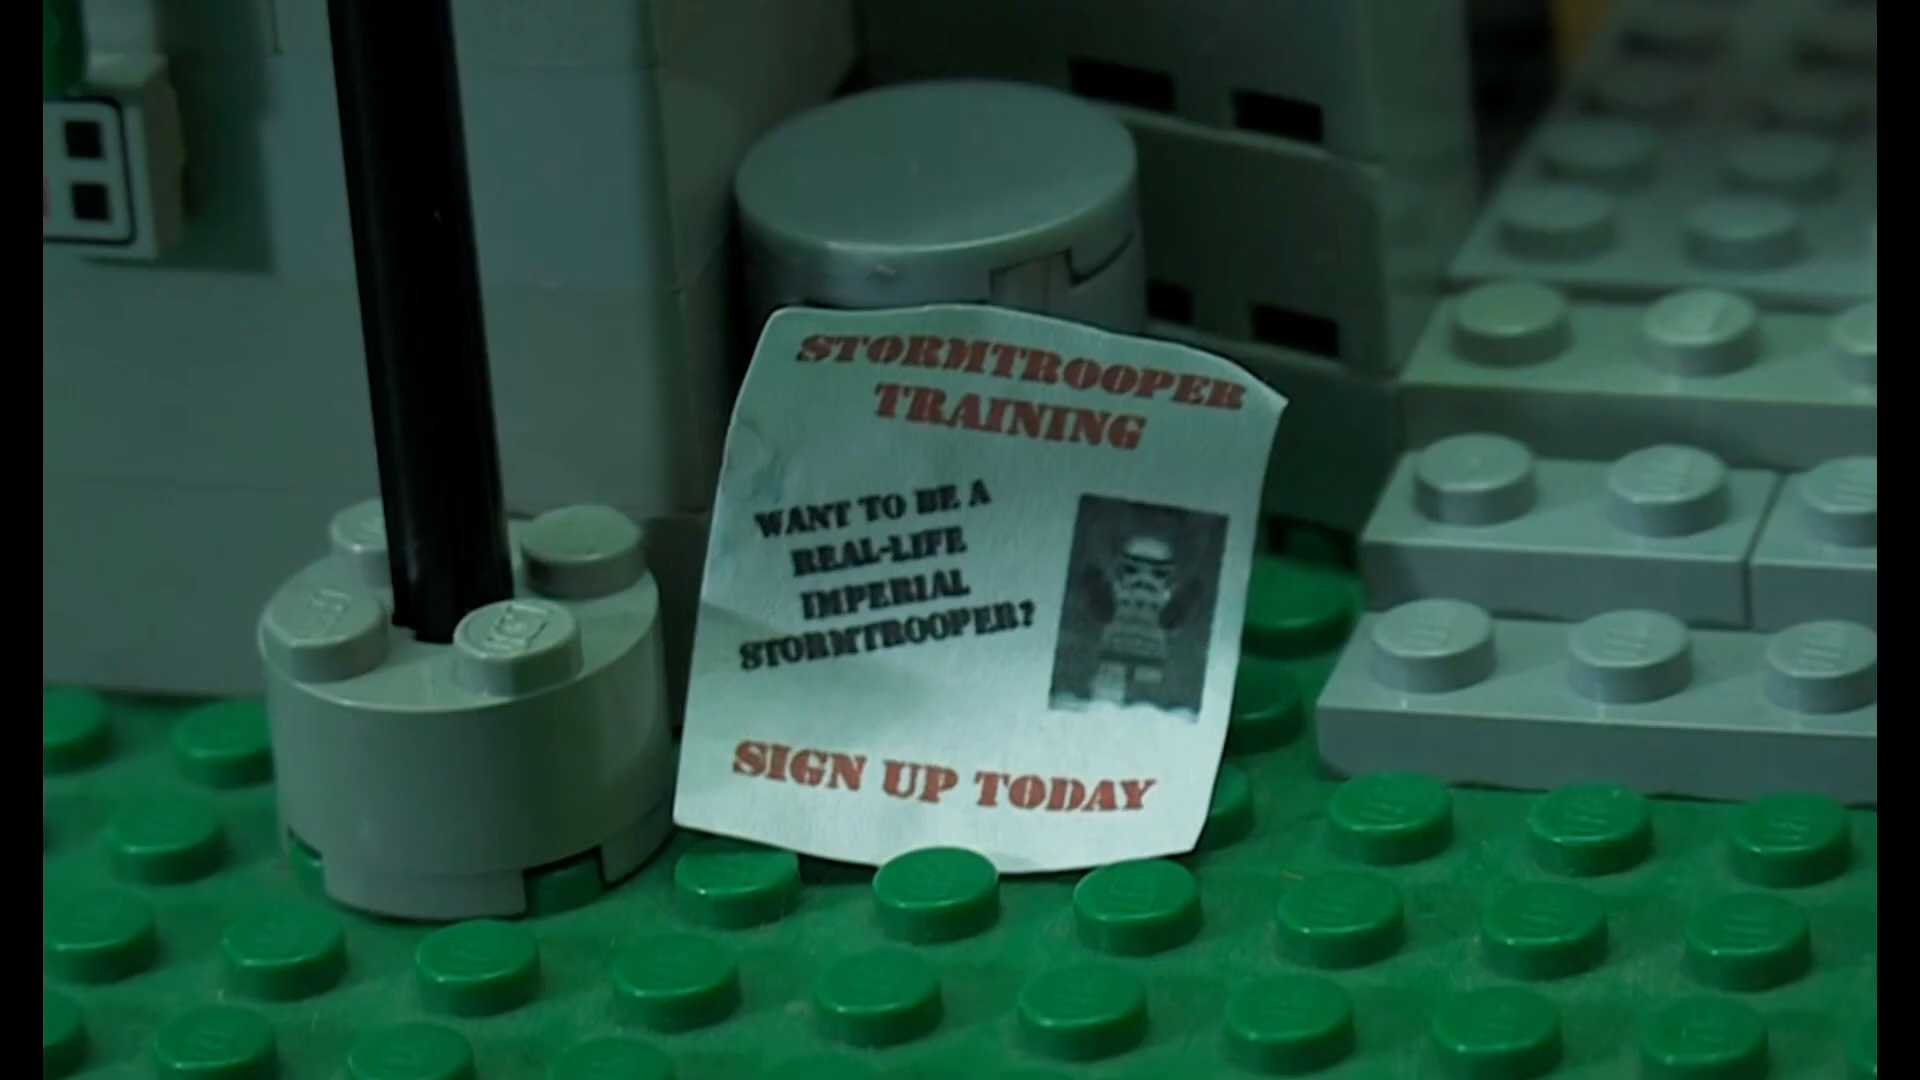 STORMTROOPER
TRAINING
WANT TO BE A
REAL-LIFE
IMPERIAL
STORMTROOPER?
SIGN UP TODAY